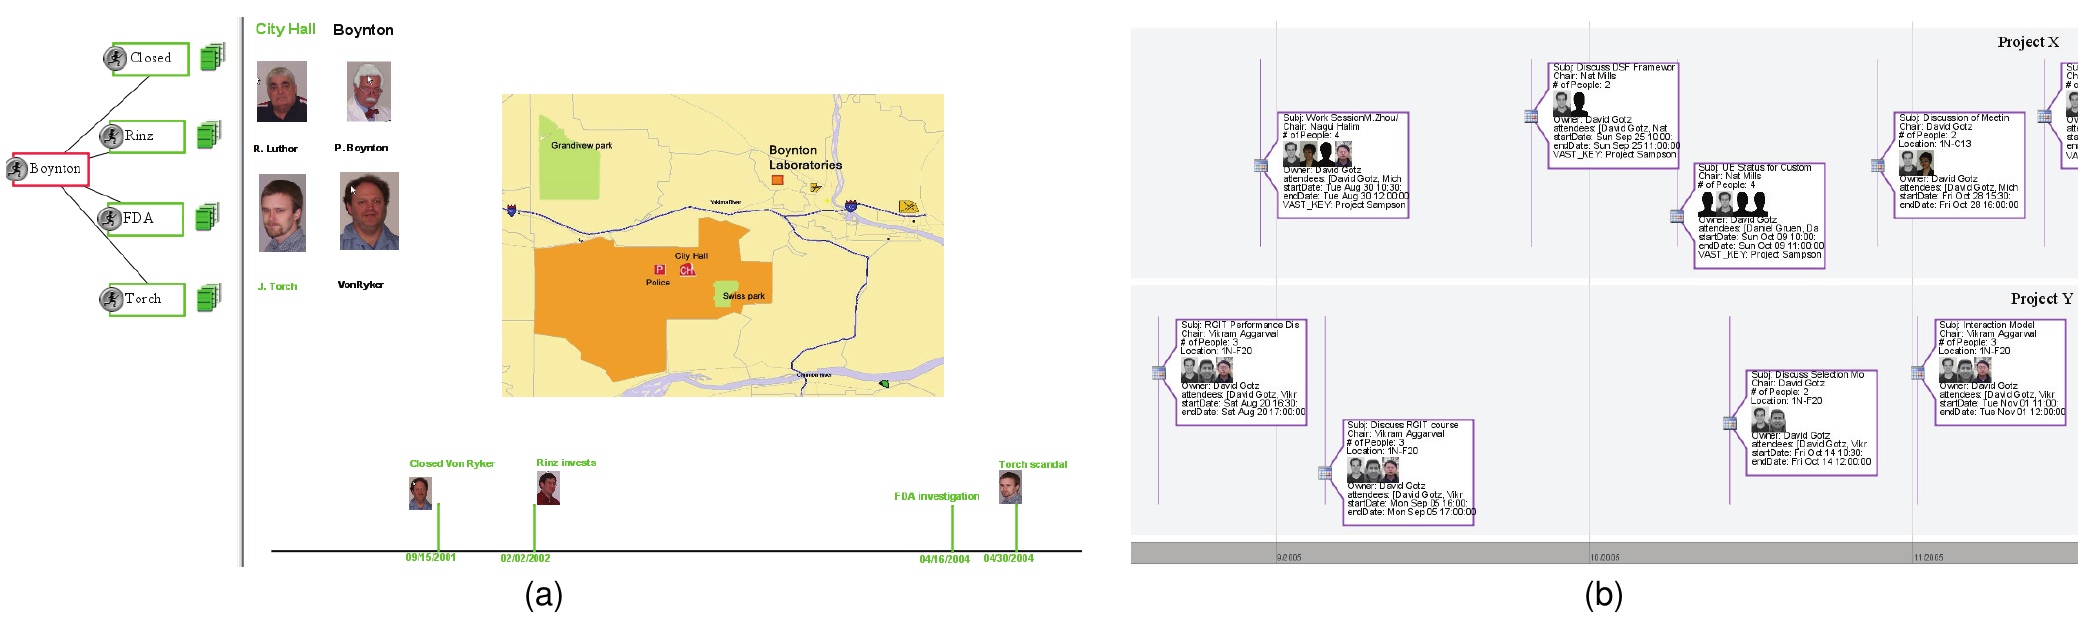 Closed
Rinz
Boynton
FDA
Torch
City Hall
Boynton
R. Luthor
P. Boynton
J. Torch
VonRyker
Grandivew park
Boynton
Laboratories
Yakima River
City Hall
P
CH
Police
Swiss park
Closed Von Ryker
Rinz invests
FDA investigation
Torch scandal
09/15/2001
02/02/2002
04/16/2004
04/30/2004
(a)
Project X
Subj: Work SessionM.Zhou/
Chair: Nagui Halim
# of People: 4
Owner: David Gotz
attendees: [David Gotz, Mich
startDate: Tue Aug 30 10:30:
endDate: Tue Aug 30 12:00:00
VAST_KEY: Project Sampson
Subj: Discuss DSF Framewor
Chair: Nat Mills
# of People: 2
Owner: David Gotz
attendees: [David Gotz, Nat
startDate: Sun Sep 25 10:00:
endDate: Sun Sep 25 11:00:00
VAST_KEY: Project Sampson
Subj: UE Status for Custom
Chair: Nat Mills
# of People: 4
Owner: David Gotz
attendees: [Daniel Gruen, Da
startDate: Sun Oct 09 10:00:
endDate: Sun Oct 09 11:00:00
VAST_KEY: Project Sampson
Subj: Discussion of Meetin
Chair: David Gotz
# of People: 2
Location: 1N-C13
Owner: David Gotz
attendees: [David Gotz, Mich
startDate: Fri Oct 28 15:30:
endDate: Fri Oct 28 16:00:00
Project Y
Subj: RGIT Performance Dis
Chair: Vikram Aggarval
# of People: 3
Location: 1N-F20
Owner: David Gotz
attendees: [David Gotz, Vikr
startDate: Sat Aug 20 16:30:
endDate: Sat Aug 20 17:00:00
Subj: Discuss RGIT course
Chair: Vikram Aggarval
# of People: 3
Location: 1N-F20
Owner: David Gotz
attendees: [David Gotz, Vikr
startDate: Mon Sep 05 16:00:
endDate: Mon Sep 05 17:00:00
Subj: Discuss Selection Mo
Chair: David Gotz
# of People: 2
Location: 1N-F20
Owner: David Gotz
attendees: [David Gotz, Vikr
startDate: Fri Oct 14 10:30:
endDate: Fri Oct 14 12:00:00
Subj: Interaction Model
Chair: Vikram Aggarval
# of People: 3
Location: 1N-F20
Owner: David Gotz
attendees: [David Gotz, Vikr
startDate: Tue Nov 01 11:00:
endDate: Tue Nov 01 12:00:00
9/2005
10/2005
11/2005
(b)